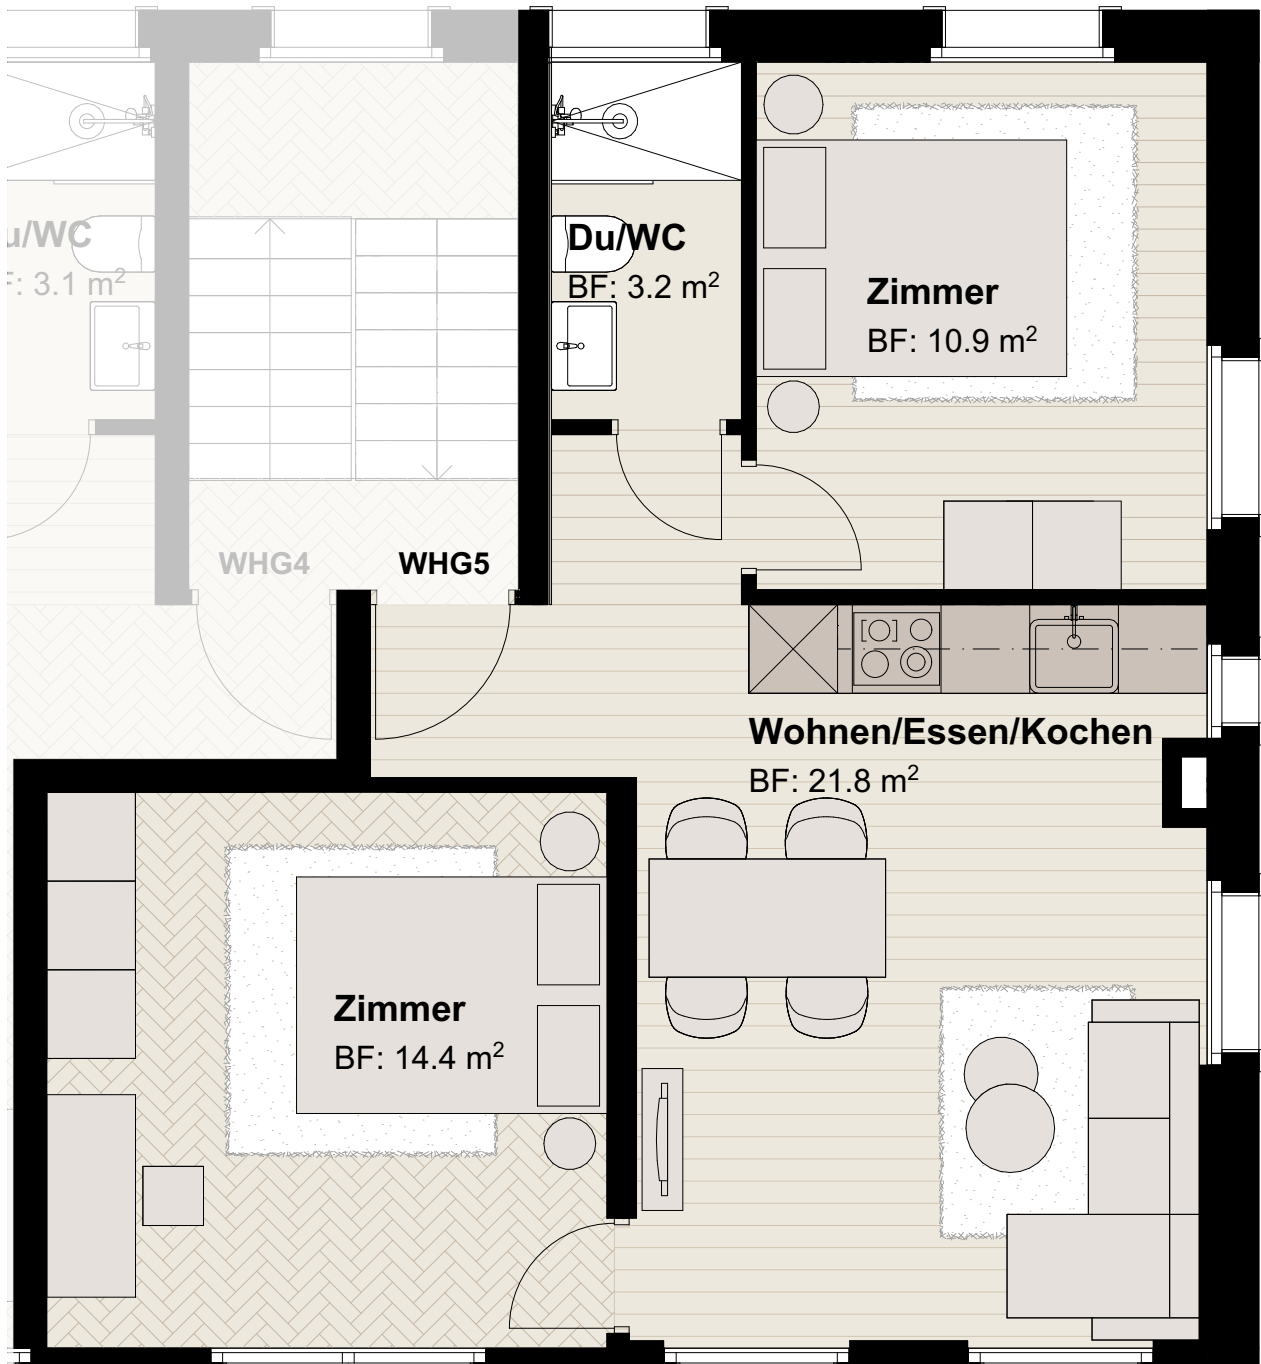 u/WC
F: 3.1 m²
Du/WC
BF: 3.2 m²
Zimmer
BF: 10.9 m²
WHG4
WHG5
Wohnen/Essen/Kochen
BF: 21.8 m²
Zimmer
BF: 14.4 m²